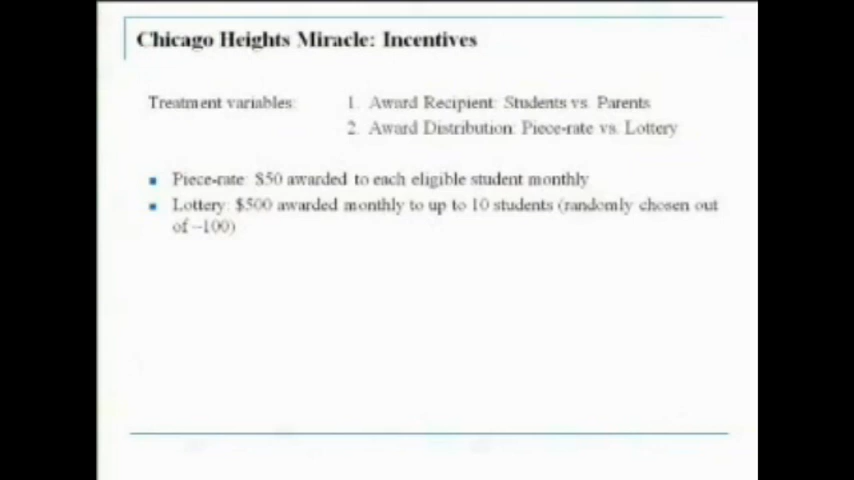 Chicago Heights Miracle: Incentives
Treatment variables: 1. Award Recipient: Students vs. Parents
2. Award Distribution: Piece-rate vs. Lottery
▪ Piece-rate: $50 awarded to each eligible student monthly
▪ Lottery: $500 awarded monthly to up to 10 students (randomly chosen out
of ~100)